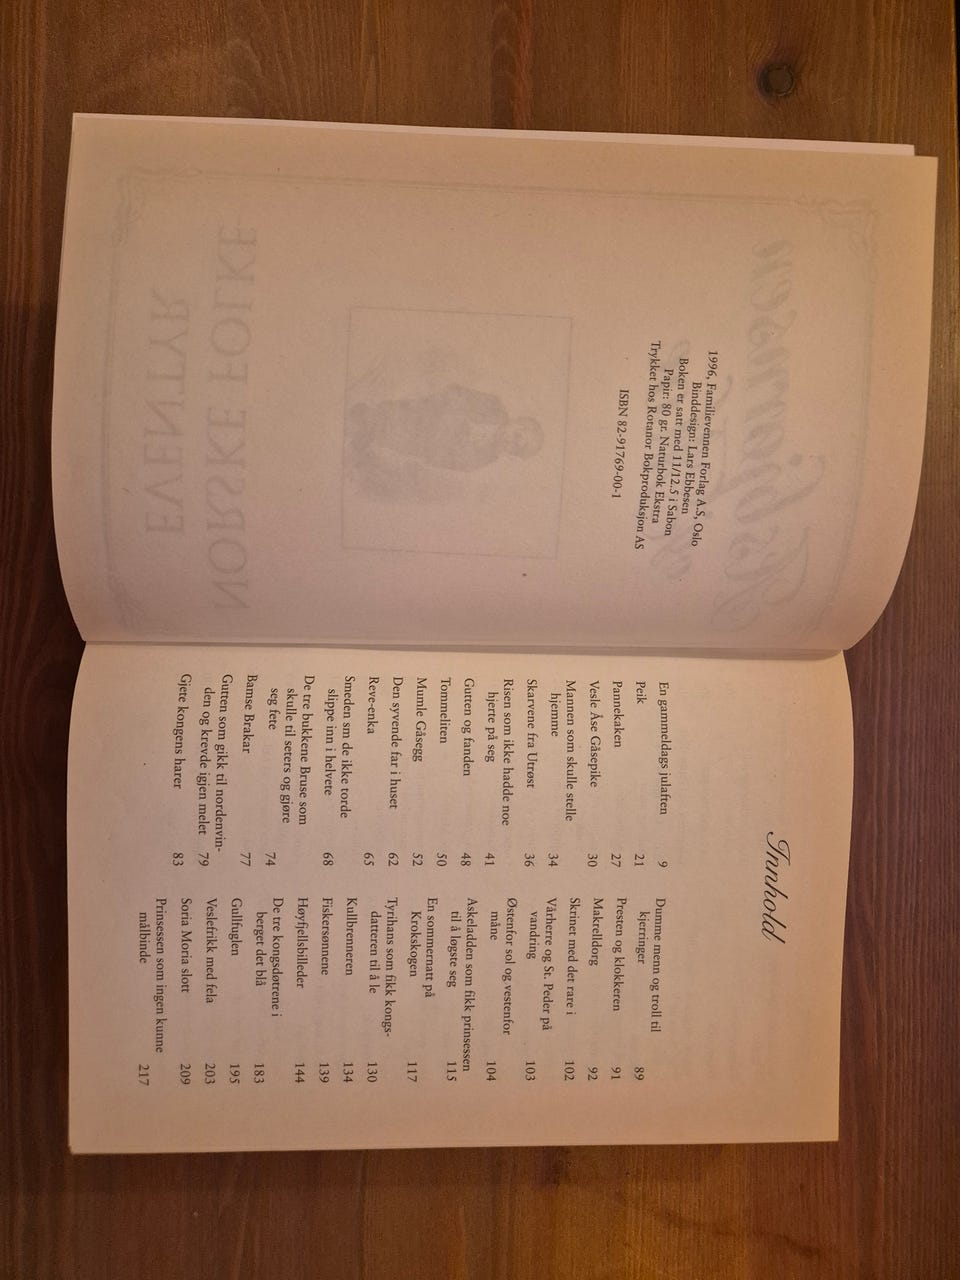 1996, Familievennen Forlag A.S, Oslo
Binddesign: Lars Ebbesen
Boken er satt med 11/12.5 i Sabon
Papir: 80 gr. Naturbok Ekstra
Trykket hos Rotanor Bokproduksjon AS
ISBN 82-91769-00-1
Innhold
En gammeldags julaften 9
Peik 21
Pannekaken 27
Vesle Åse Gåsepike 30
Mannen som skulle stelle
hjemme 34
Skarvene fra Utrøst 36
Risen som ikke hadde noe
hjerte på seg 41
Gutten og fanden 48
Tommeliten 50
Mumle Gåsegg 52
Den syvende far i huset 62
Reve-enka 65
Smeden sm de ikke torde
slippe inn i helvete 68
De tre bukkene Bruse som
skulle til seters og gjøre
seg fete 74
Bamse Brakar 77
Gutten som gikk til nordenvin-
den og krevde igjen melet 79
Gjete kongens harer 83
Dumme menn og troll til
kjerringer 89
Presten og klokkeren 91
Makrelldorg 92
Skrinet med det rare i 102
Vårherre og St. Peder på
vandring 103
Østenfor sol og vestenfor
måne 104
Askeladden som fikk prinsessen
til å løgste seg 115
En sommernatt på
Krokskogen 117
Tyrihans som fikk kongs-
datteren til å le 130
Kullbrenneren 134
Fiskersønnene 139
Høyfjellsbilleder 144
De tre kongsdøtrene i
berget det blå 183
Gullfuglen 195
Veslefrikk med fela 203
Soria Moria slott 209
Prinsessen som ingen kunne
målbinde 217